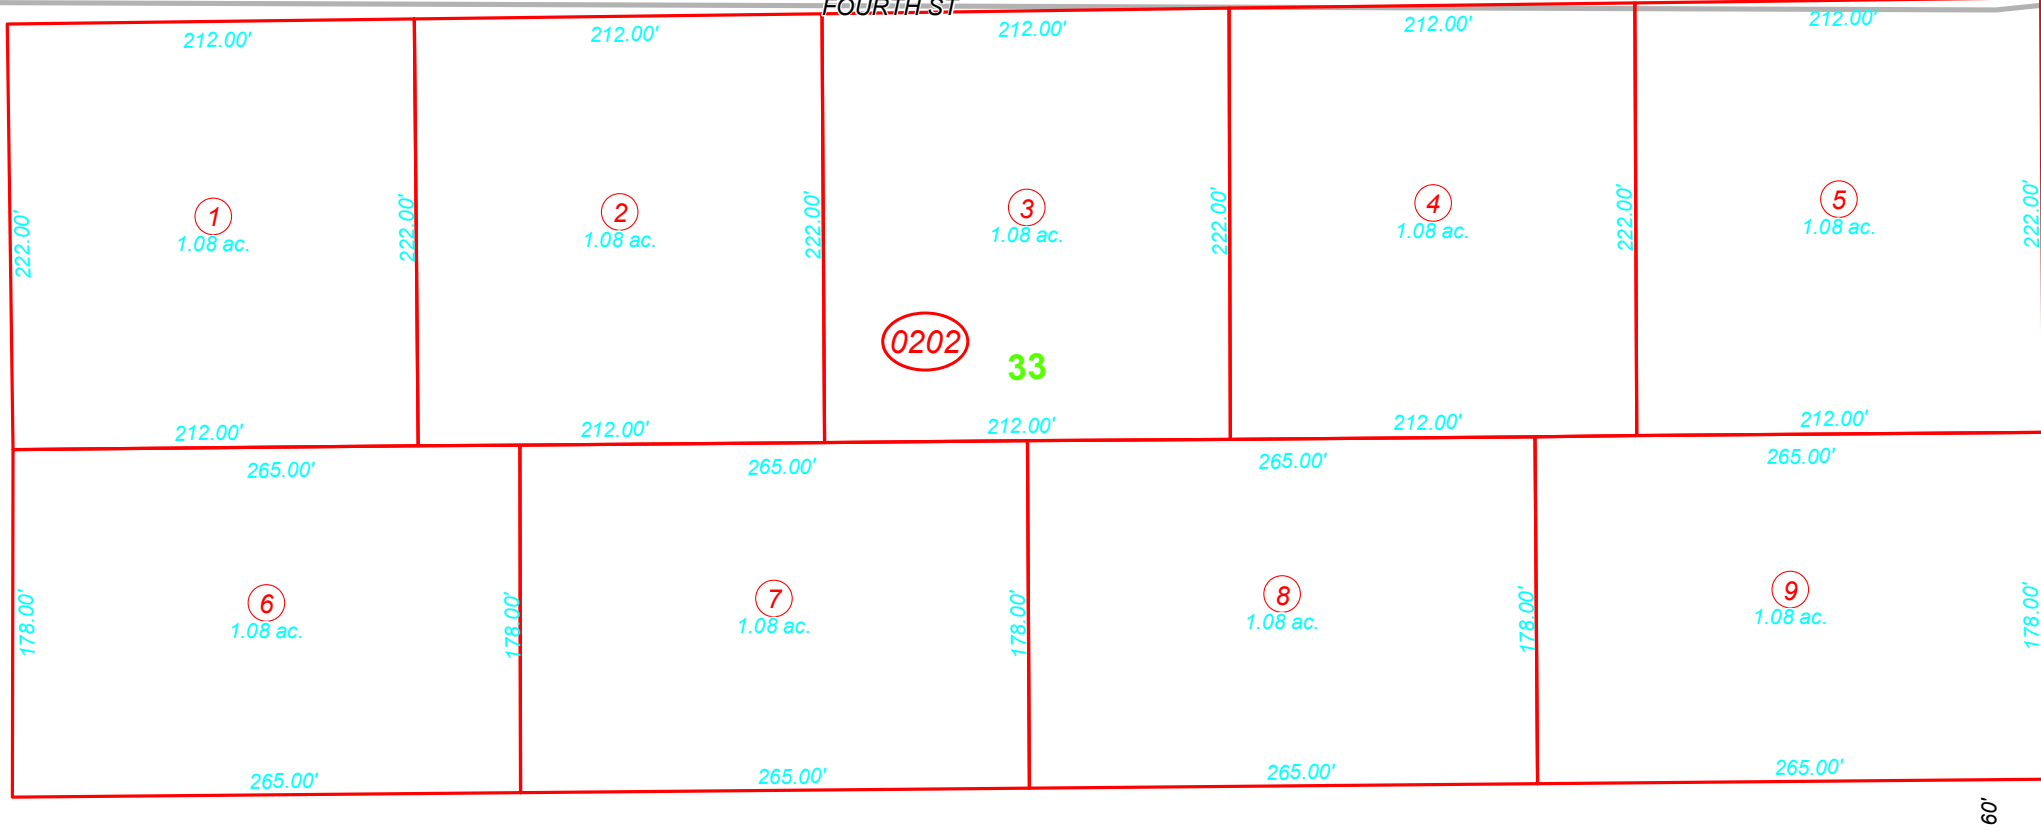 FOURTH ST
212.00' 212.00' 212.00' 212.00' 212.00'
222.00' 222.00' 222.00' 222.00' 222.00' 222.00'
1 2 3 4 5
1.08 ac. 1.08 ac. 1.08 ac. 1.08 ac. 1.08 ac.
0202
33
212.00' 212.00' 212.00' 212.00' 212.00'
265.00' 265.00' 265.00' 265.00'
178.00' 178.00' 178.00' 178.00' 178.00'
6 7 8 9
1.08 ac. 1.08 ac. 1.08 ac. 1.08 ac.
265.00' 265.00' 265.00' 265.00'
60'